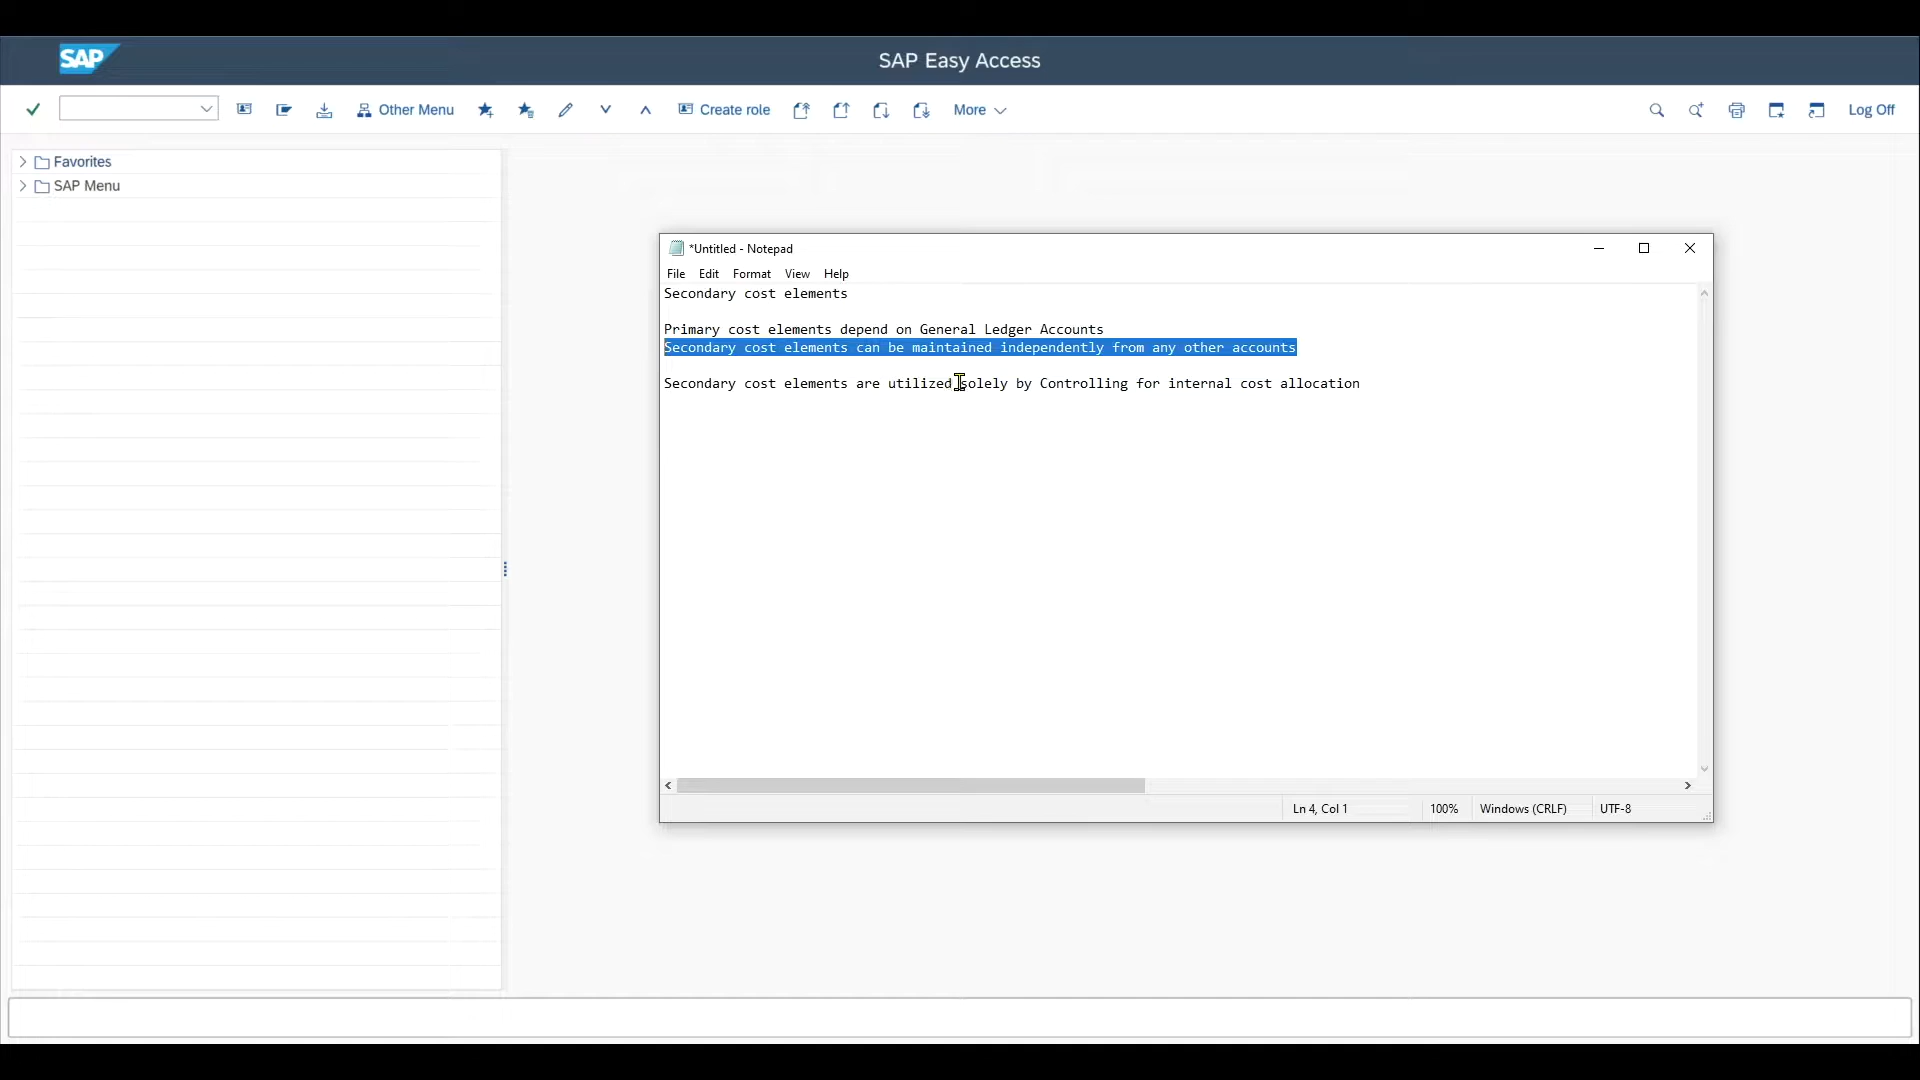 SAP
SAP Easy Access
Other Menu
Create role
More
Log Off
Favorites
SAP Menu
*Untitled - Notepad
File Edit Format View Help
Secondary cost elements
Primary cost elements depend on General Ledger Accounts
Secondary cost elements can be maintained independently from any other accounts
Secondary cost elements are utilized solely by Controlling for internal cost allocation
Ln 4, Col 1 100% Windows (CRLF) UTF-8